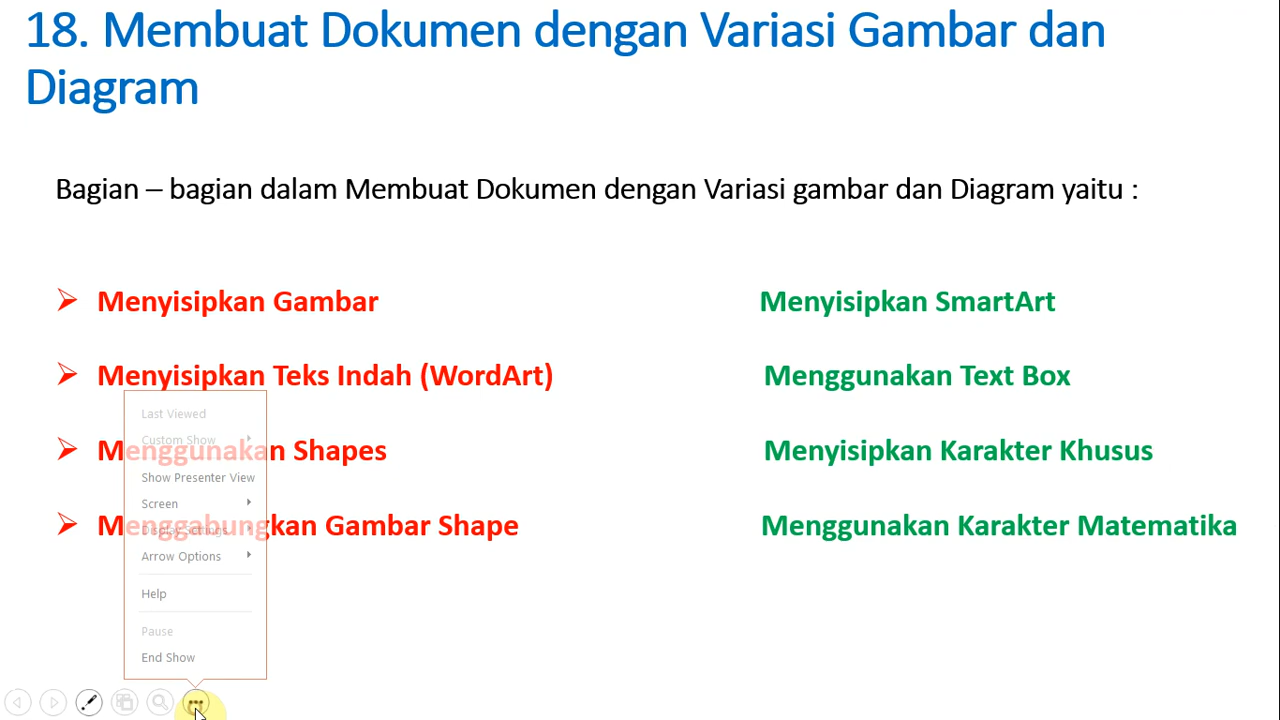 18. Membuat Dokumen dengan Variasi Gambar dan
Diagram
Bagian – bagian dalam Membuat Dokumen dengan Variasi gambar dan Diagram yaitu :
➢ Menyisipkan Gambar
Menyisipkan SmartArt
➢ Menyisipkan Teks Indah (WordArt)
Menggunakan Text Box
➢ Menggunakan Shapes
Menyisipkan Karakter Khusus
➢ Menggabungkan Gambar Shape
Menggunakan Karakter Matematika
Last Viewed
Custom Show
Show Presenter View
Screen
Display Settings
Arrow Options
Help
Pause
End Show